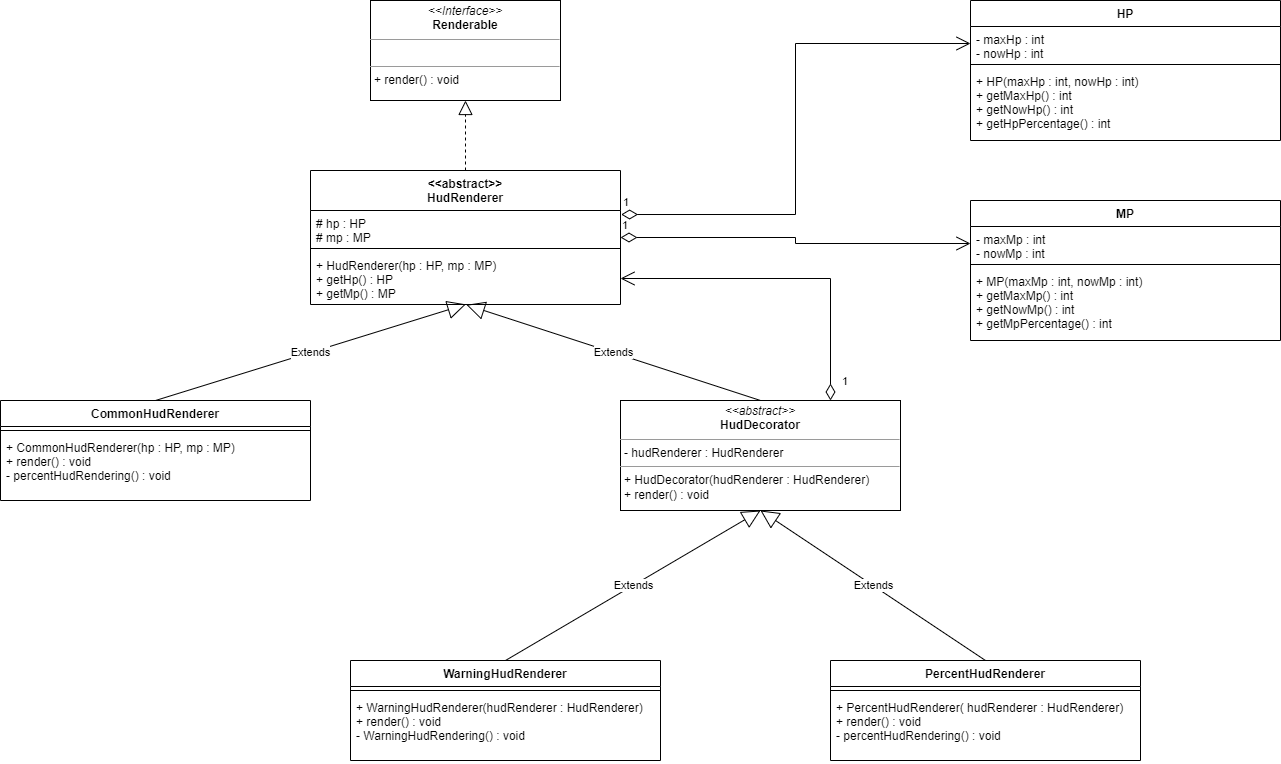 <<Interface>>
Renderable
+ render() : void
HP
- maxHp : int
- nowHp : int
+ HP(maxHp : int, nowHp : int)
+ getMaxHp() : int
+ getNowHp() : int
+ getHpPercentage() : int
<<abstract>>
HudRenderer
# hp : HP
# mp : MP
+ HudRenderer(hp : HP, mp : MP)
+ getHp() : HP
+ getMp() : MP
1
1
MP
- maxMp : int
- nowMp : int
+ MP(maxMp : int, nowMp : int)
+ getMaxMp() : int
+ getNowMp() : int
+ getMpPercentage() : int
Extends
Extends
1
CommonHudRenderer
+ CommonHudRenderer(hp : HP, mp : MP)
+ render() : void
- percentHudRendering() : void
<<abstract>>
HudDecorator
- hudRenderer : HudRenderer
+ HudDecorator(hudRenderer : HudRenderer)
+ render() : void
Extends
Extends
WarningHudRenderer
+ WarningHudRenderer(hudRenderer : HudRenderer)
+ render() : void
- WarningHudRendering() : void
PercentHudRenderer
+ PercentHudRenderer( hudRenderer : HudRenderer)
+ render() : void
- percentHudRendering() : void